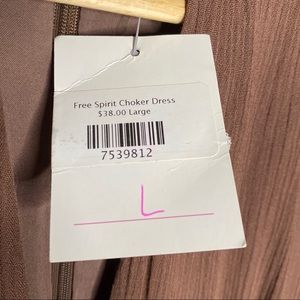 Free Spirit Choker Dress
$38.00 Large
7539812
L